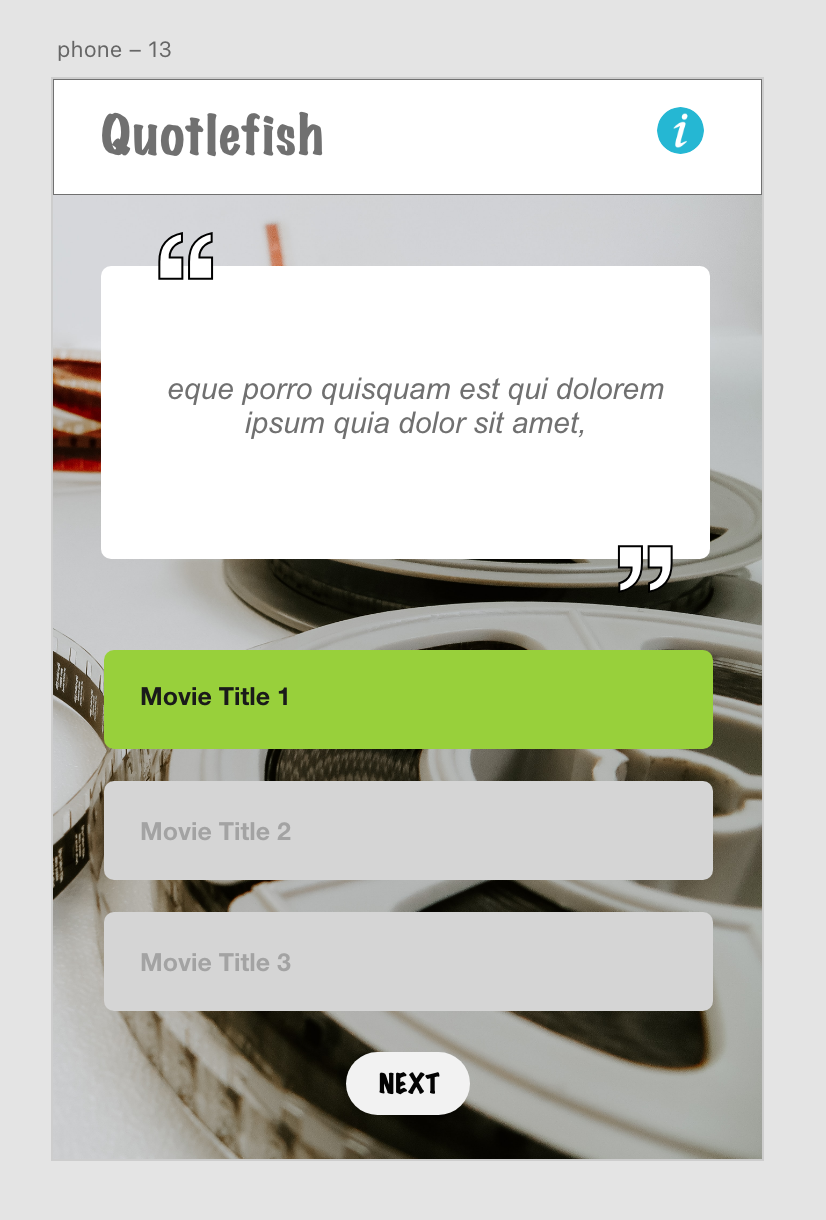 phone – 13
Quotlefish
i
“
eque porro quisquam est qui dolorem
ipsum quia dolor sit amet,
”
Movie Title 1
Movie Title 2
Movie Title 3
NEXT